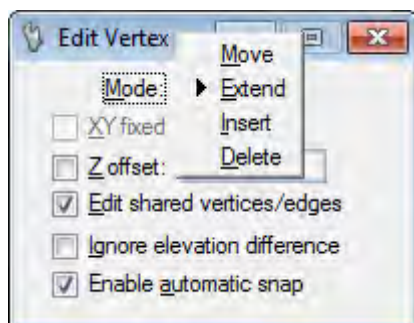 Edit Vertex
Move
Mode:
Extend
XY fixed
Insert
Z offset:
Delete
Edit shared vertices/edges
Ignore elevation difference
Enable automatic snap